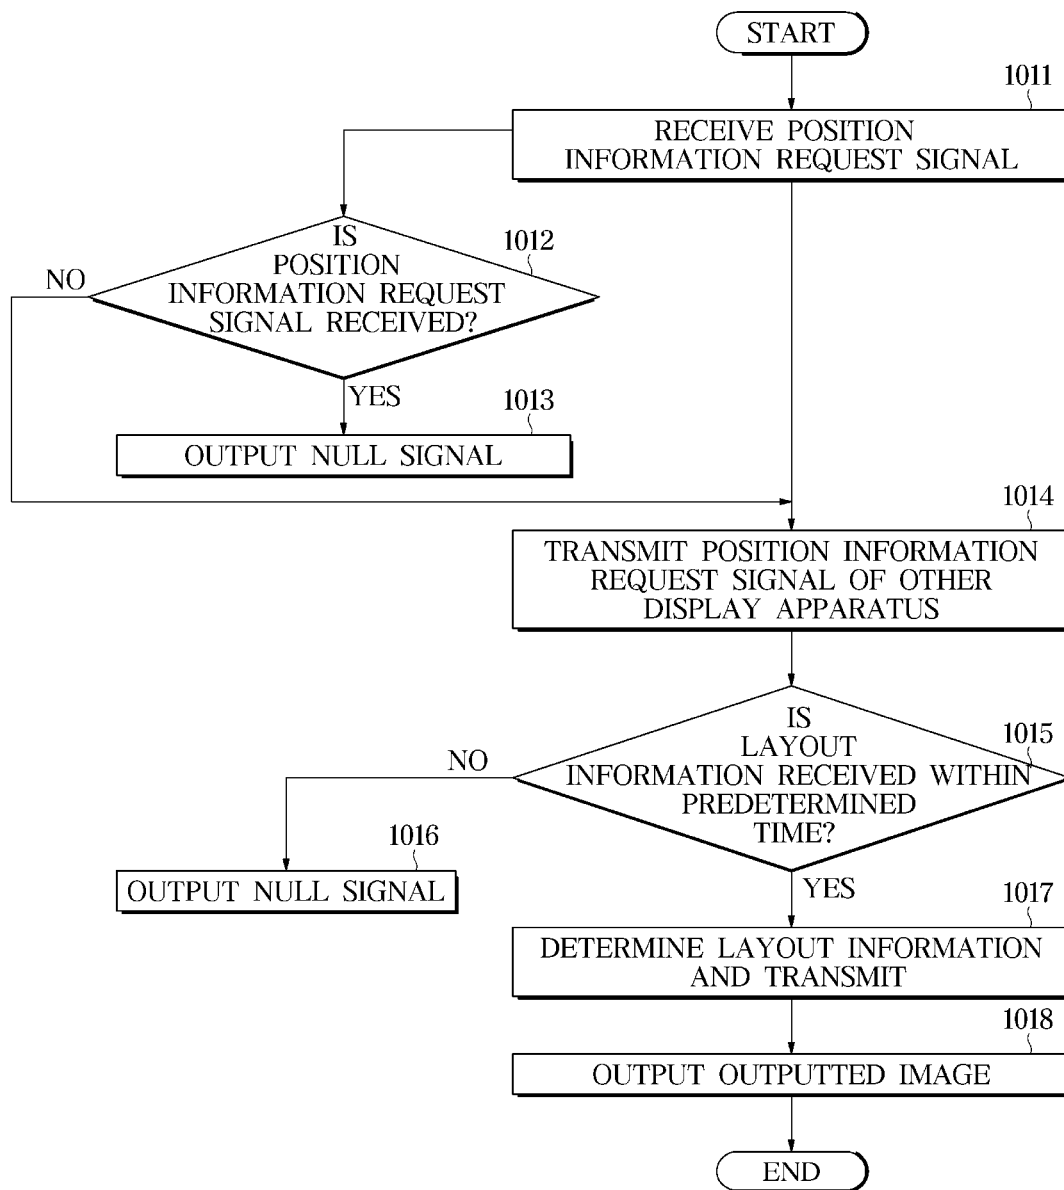 START
1011
RECEIVE POSITION
INFORMATION REQUEST SIGNAL
IS
POSITION
INFORMATION REQUEST
SIGNAL RECEIVED?
1012
NO
YES
1013
OUTPUT NULL SIGNAL
1014
TRANSMIT POSITION INFORMATION
REQUEST SIGNAL OF OTHER
DISPLAY APPARATUS
IS
LAYOUT
INFORMATION RECEIVED WITHIN
PREDETERMINED
TIME?
1015
NO
1016
OUTPUT NULL SIGNAL
YES
1017
DETERMINE LAYOUT INFORMATION
AND TRANSMIT
1018
OUTPUT OUTPUTTED IMAGE
END